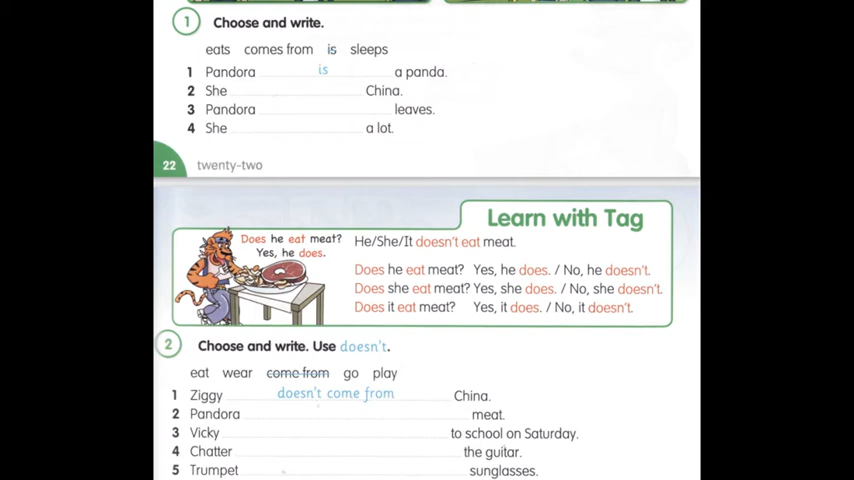 1 Choose and write.
eats comes from is sleeps
1 Pandora is a panda.
2 She China.
3 Pandora leaves.
4 She a lot.
22 twenty-two
Learn with Tag
Does he eat meat?
Yes, he does.
He/She/It doesn't eat meat.
Does he eat meat? Yes, he does. / No, he doesn't.
Does she eat meat? Yes, she does. / No, she doesn't.
Does it eat meat? Yes, it does. / No, it doesn't.
2 Choose and write. Use doesn't.
eat wear come from go play
1 Ziggy doesn't come from China.
2 Pandora meat.
3 Vicky to school on Saturday.
4 Chatter the guitar.
5 Trumpet sunglasses.